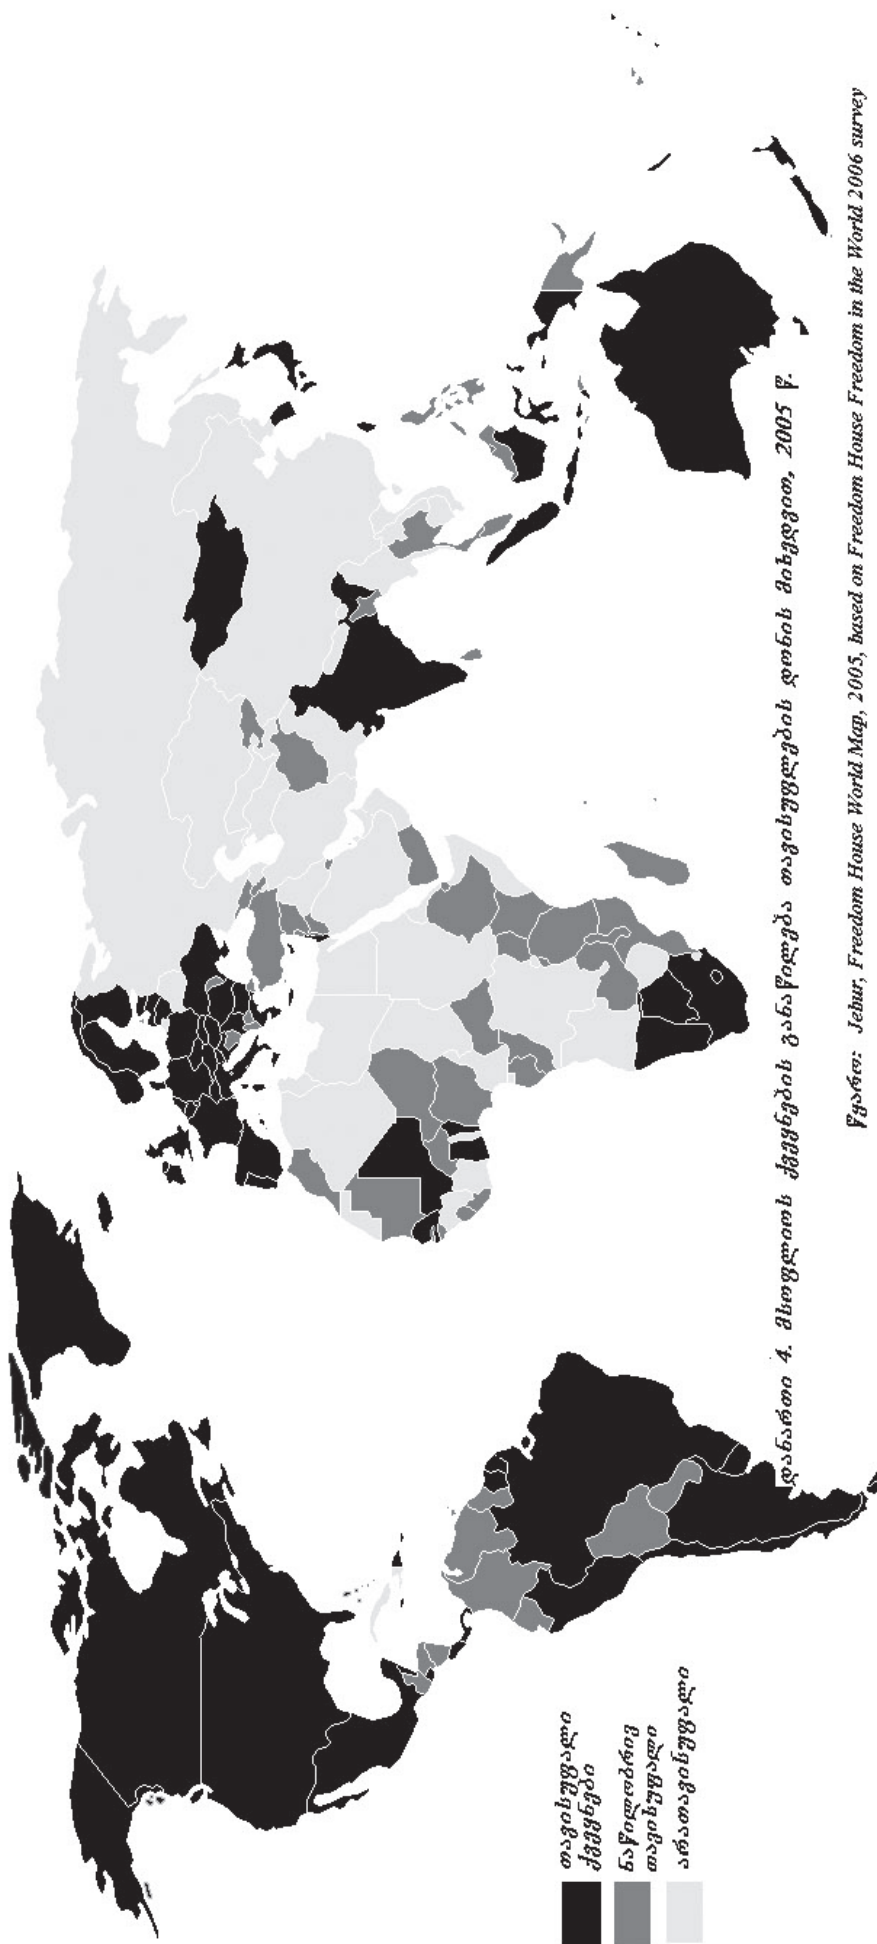 თავისუფალი
ქვეყნები
ნაწილობრივ
თავისუფალი
არათავისუფალი
დანართი 4. მსოფლიოს ქვეყნების განაწილება თავისუფლების დონის მიხედვით, 2005 წ.
წყარო: Jebur, Freedom House World Map, 2005, based on Freedom House Freedom in the World 2006 survey